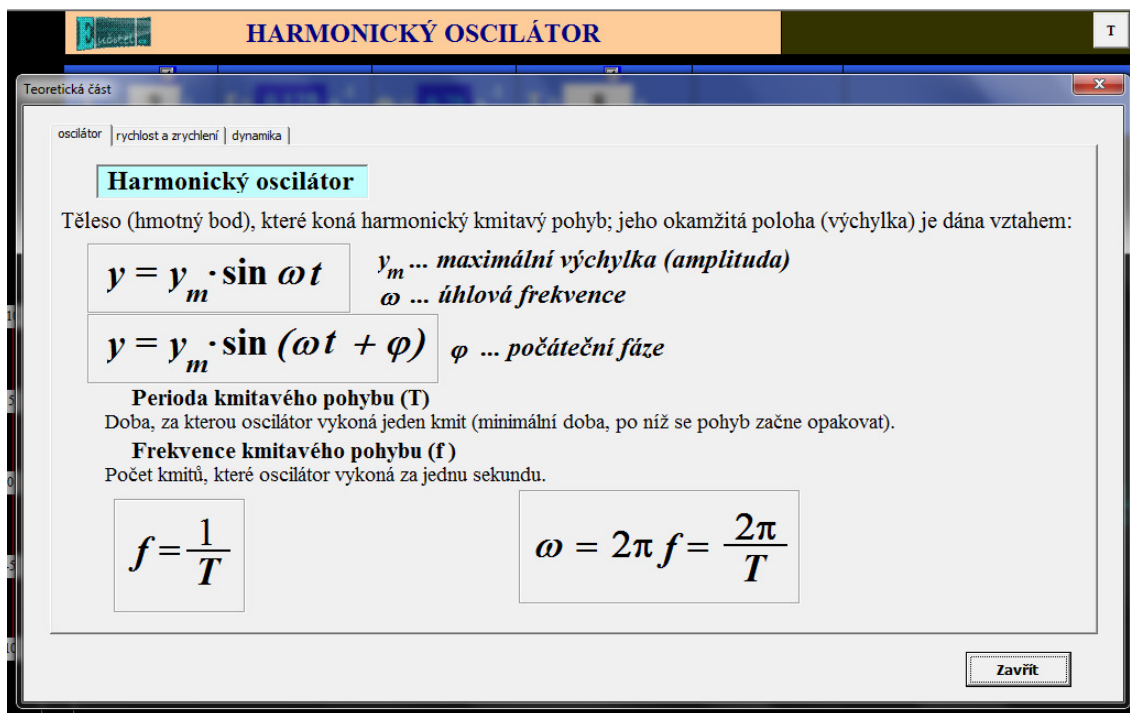 Eucotel
HARMONICKÝ OSCILÁTOR
T
Teoretická část
x
oscilátor rychlost a zrychlení dynamika
Harmonický oscilátor
Těleso (hmotný bod), které koná harmonický kmitavý pohyb; jeho okamžitá poloha (výchylka) je dána vztahem:
y = y_m · sin ω t
y_m ... maximální výchylka (amplituda)
ω ... úhlová frekvence
y = y_m · sin (ω t + φ)
φ ... počáteční fáze
Perioda kmitavého pohybu (T)
Doba, za kterou oscilátor vykoná jeden kmit (minimální doba, po níž se pohyb začne opakovat).
Frekvence kmitavého pohybu (f)
Počet kmitů, které oscilátor vykoná za jednu sekundu.
f = 1/T
ω = 2π f = 2π/T
Zavřít